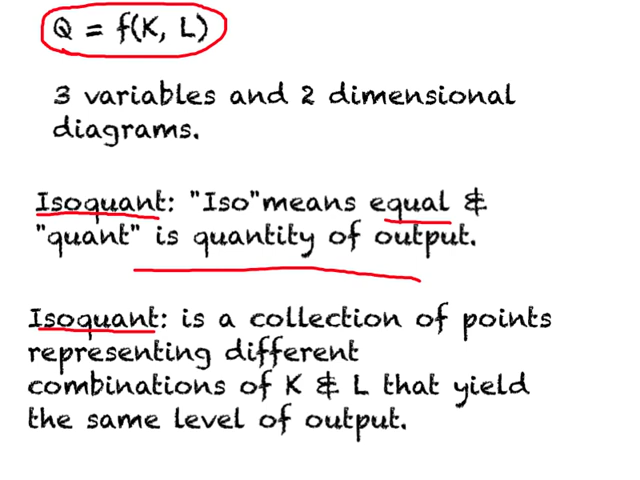 Q = f(K, L)
3 variables and 2 dimensional
diagrams.
Isoquant: "Iso"means equal &
"quant" is quantity of output.
Isoquant: is a collection of points
representing different
combinations of K & L that yield
the same level of output.